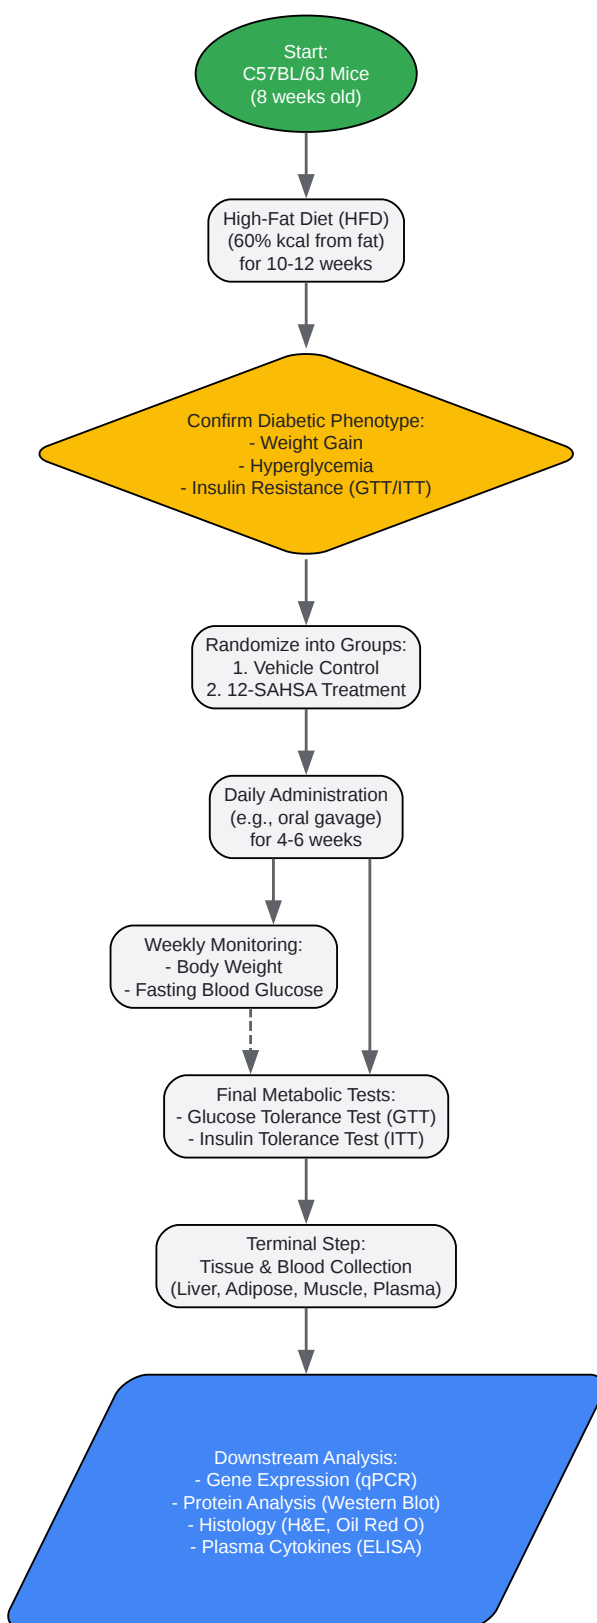 Start:
C57BL/6J Mice
(8 weeks old)
High-Fat Diet (HFD)
(60% kcal from fat)
for 10-12 weeks
Confirm Diabetic Phenotype:
- Weight Gain
- Hyperglycemia
- Insulin Resistance (GTT/ITT)
Randomize into Groups:
1. Vehicle Control
2. 12-SAHSA Treatment
Daily Administration
(e.g., oral gavage)
for 4-6 weeks
Weekly Monitoring:
- Body Weight
- Fasting Blood Glucose
Final Metabolic Tests:
- Glucose Tolerance Test (GTT)
- Insulin Tolerance Test (ITT)
Terminal Step:
Tissue & Blood Collection
(Liver, Adipose, Muscle, Plasma)
Downstream Analysis:
- Gene Expression (qPCR)
- Protein Analysis (Western Blot)
- Histology (H&E, Oil Red O)
- Plasma Cytokines (ELISA)